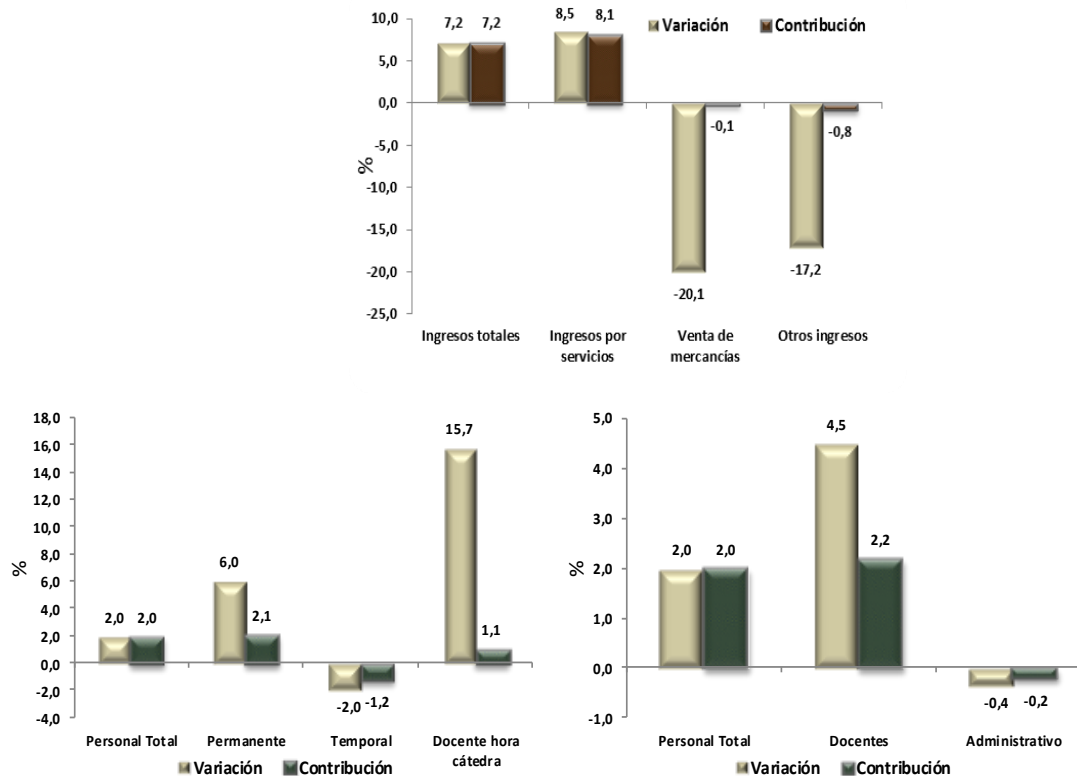 10,0
5,0
0,0
-5,0
-10,0
-15,0
-20,0
-25,0
%
7,2
7,2
8,5
8,1
-20,1
-0,1
-17,2
-0,8
Variación
Contribución
Ingresos totales
Ingresos por
servicios
Venta de
mercancías
Otros ingresos
18,0
16,0
14,0
12,0
10,0
8,0
6,0
4,0
2,0
0,0
-2,0
-4,0
%
2,0
2,0
6,0
2,1
-2,0
-1,2
15,7
1,1
Personal Total
Permanente
Temporal
Docente hora
cátedra
Variación
Contribución
5,0
4,0
3,0
2,0
1,0
0,0
-1,0
%
2,0
2,0
4,5
2,2
-0,4
-0,2
Personal Total
Docentes
Administrativo
Variación
Contribución